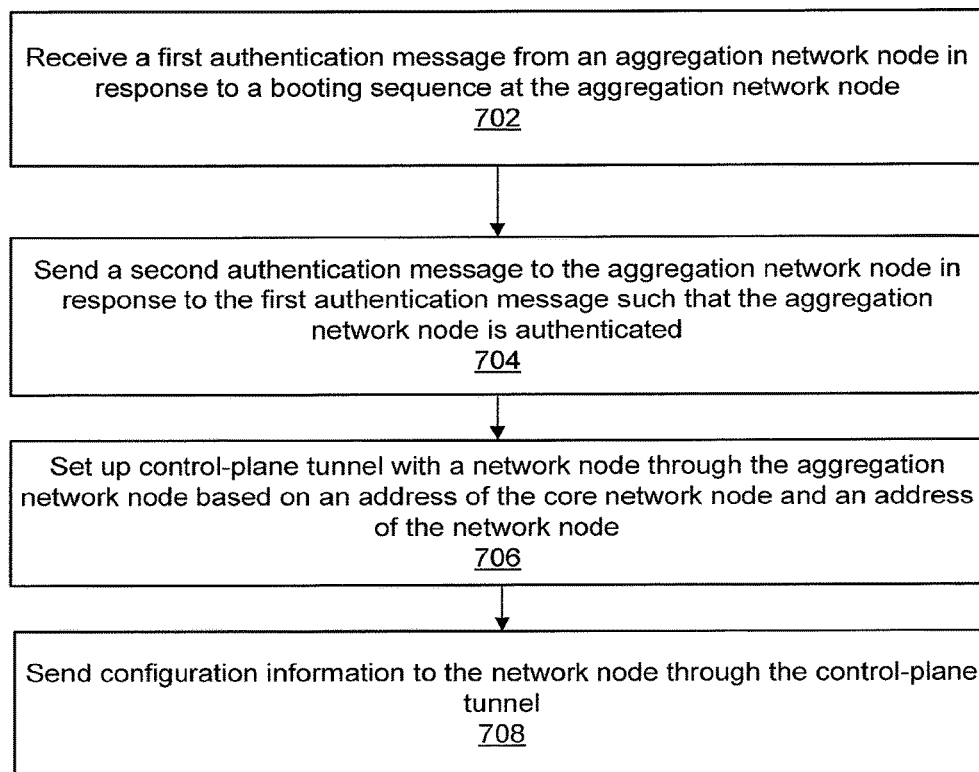 Receive a first authentication message from an aggregation network node in
response to a booting sequence at the aggregation network node
702
Send a second authentication message to the aggregation network node in
response to the first authentication message such that the aggregation
network node is authenticated
704
Set up control-plane tunnel with a network node through the aggregation
network node based on an address of the core network node and an address
of the network node
706
Send configuration information to the network node through the control-plane
tunnel
708